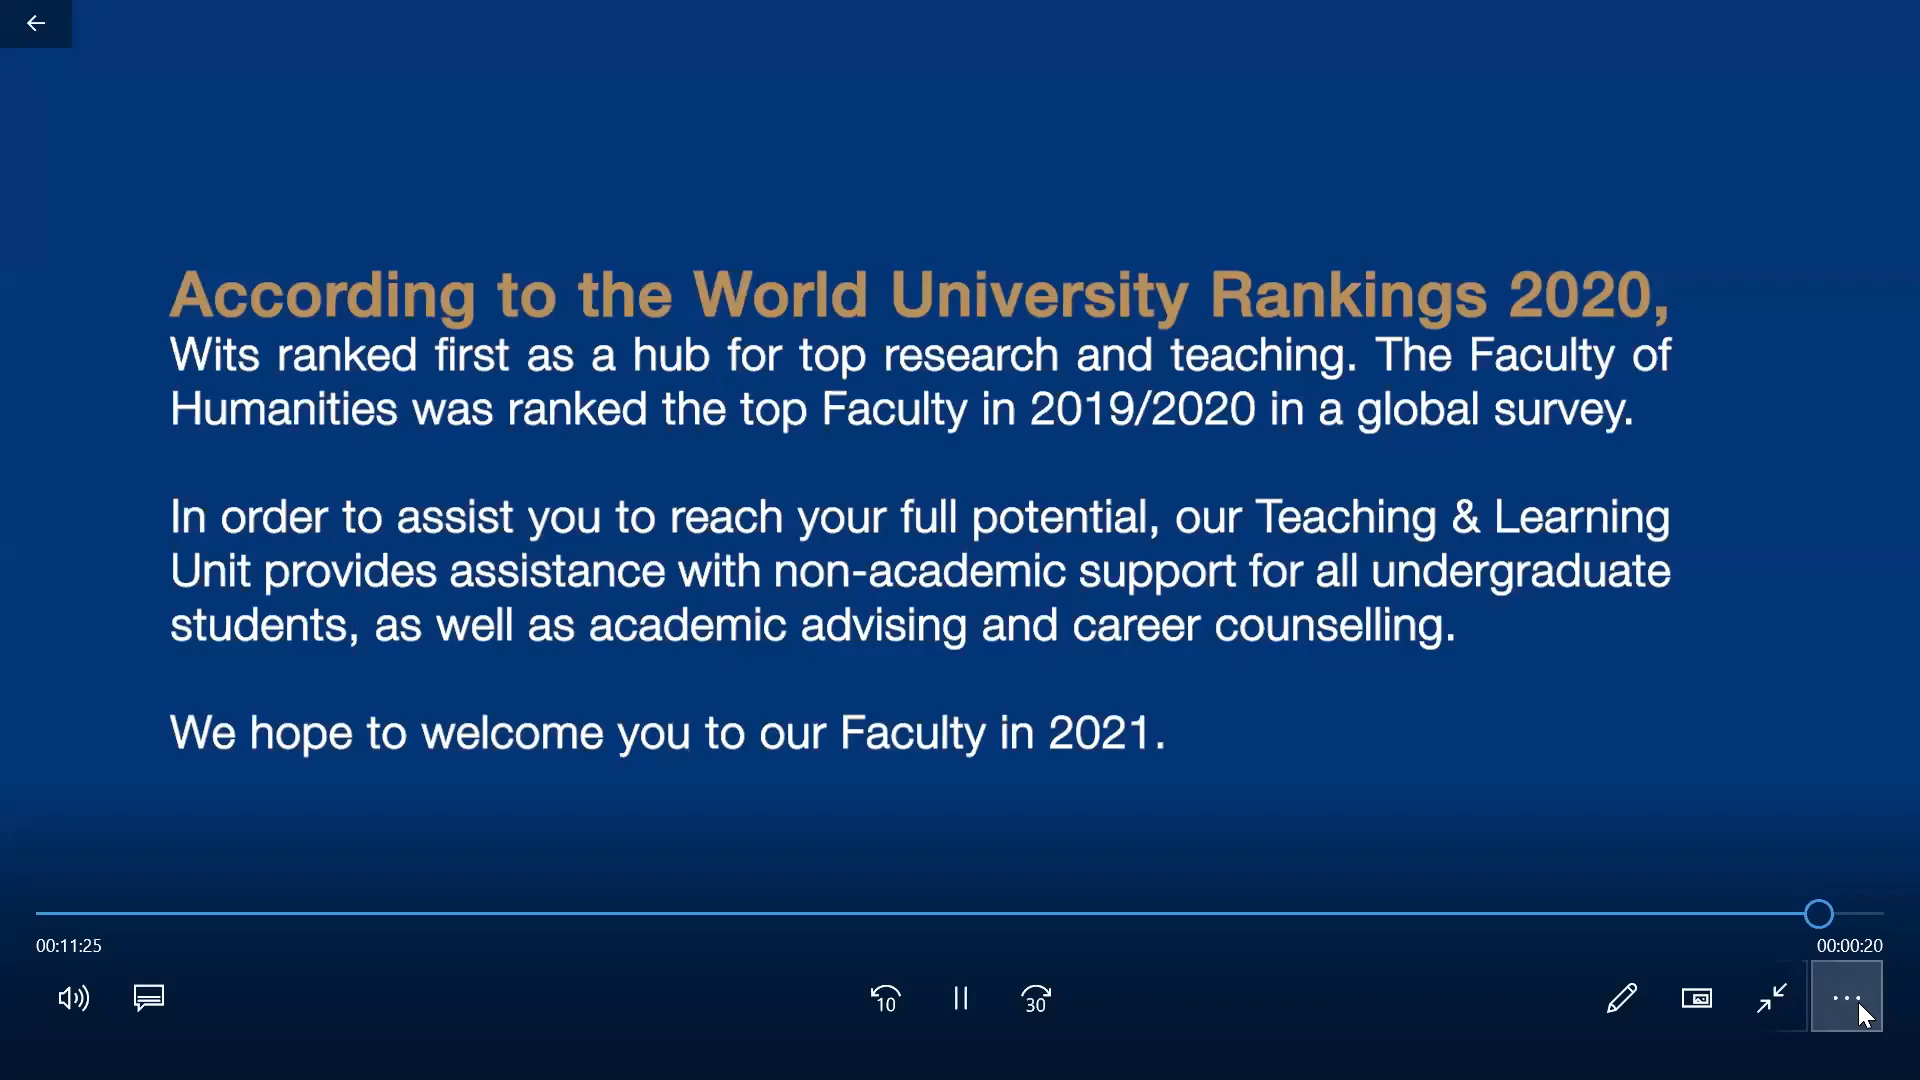 According to the World University Rankings 2020,
Wits ranked first as a hub for top research and teaching. The Faculty of
Humanities was ranked the top Faculty in 2019/2020 in a global survey.
In order to assist you to reach your full potential, our Teaching & Learning
Unit provides assistance with non-academic support for all undergraduate
students, as well as academic advising and career counselling.
We hope to welcome you to our Faculty in 2021.
00:11:25
00:00:20
10
30